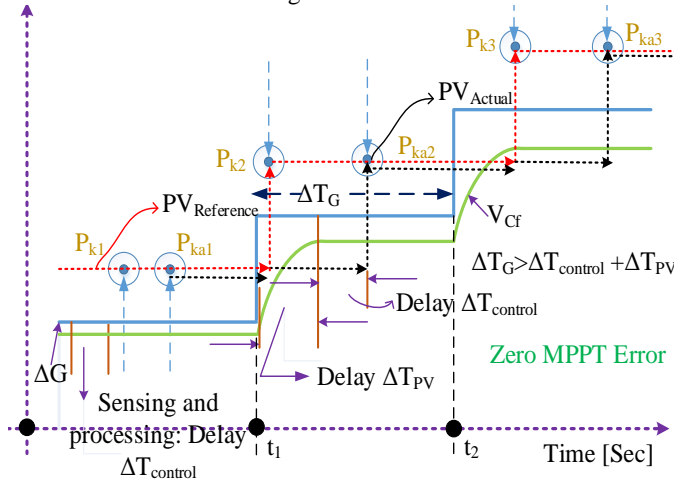 P_k3
P_ka3
PV_Actual
P_k2
P_ka2
ΔT_G
PV_Reference
P_k1
P_ka1
V_Cf
ΔT_G>ΔT_control +ΔT_PV
Delay ΔT_control
Zero MPPT Error
ΔG
Delay ΔT_PV
Sensing and
processing: Delay
ΔT_control
t_1
t_2
Time [Sec]